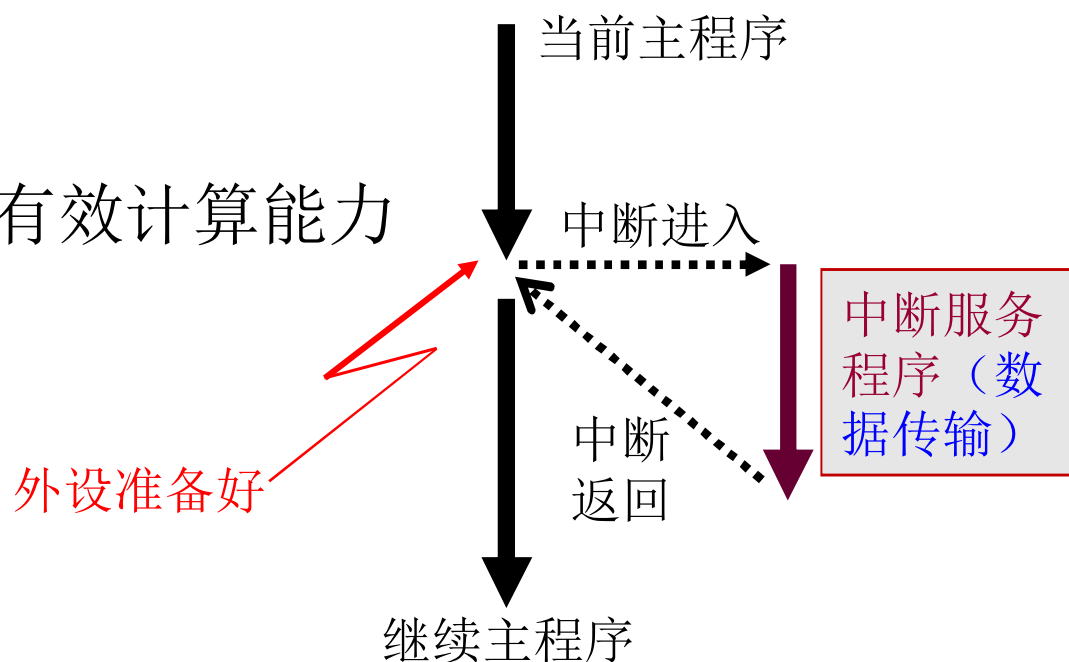 当前主程序
有效计算能力
中断进入
中断服务
程序（数
据传输）
中断
返回
外设准备好
继续主程序